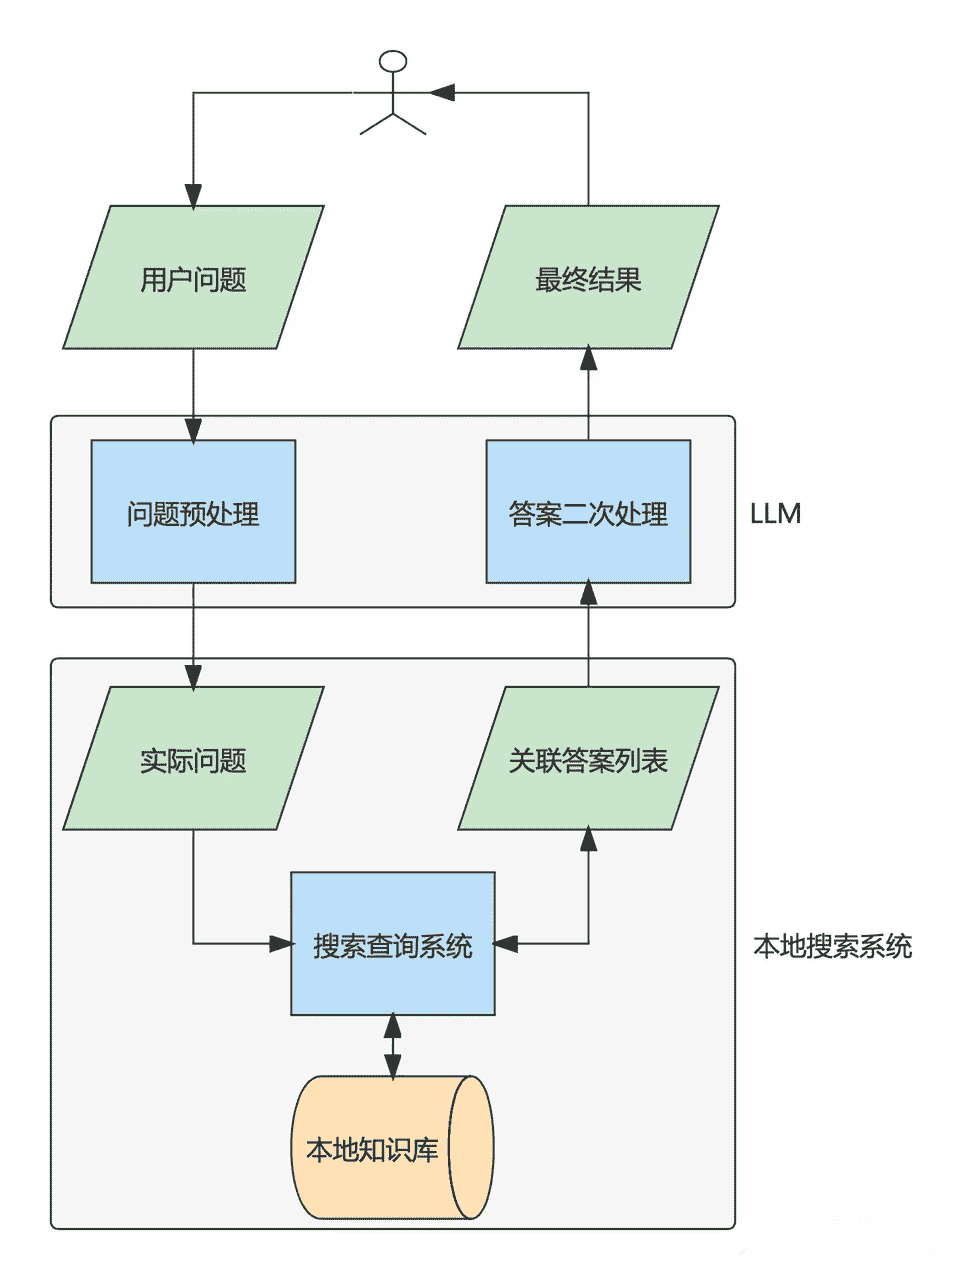 用户问题
最终结果
问题预处理
答案二次处理
LLM
实际问题
关联答案列表
搜索查询系统
本地搜索系统
本地知识库